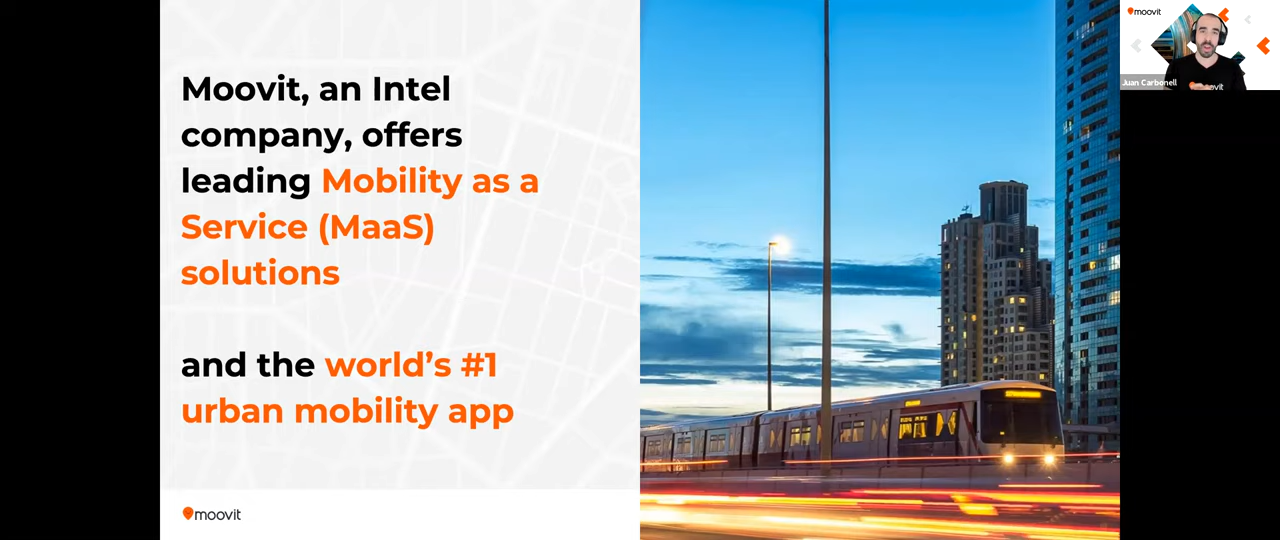 Moovit, an Intel
company, offers
leading Mobility as a
Service (MaaS)
solutions
and the world's #1
urban mobility app
moovit
moovit
Juan Carbonell
moovit